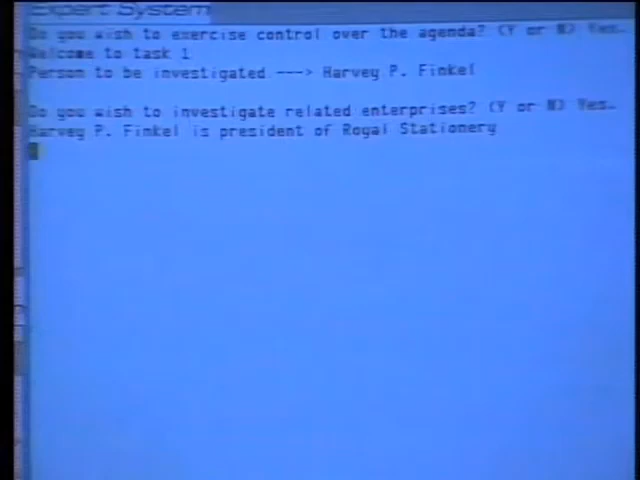 Expert System
Do you wish to exercise control over the agenda? (Y or N) Yes.
Welcome to task 1
Person to be investigated ---> Harvey P. Finkel
Do you wish to investigate related enterprises? (Y or N) Yes.
Harvey P. Finkel is president of Royal Stationery